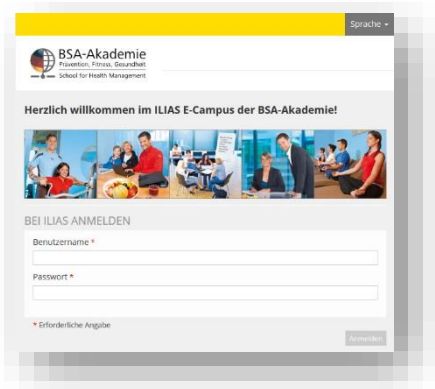 Sprache
BSA-Akademie
Prävention, Fitness, Gesundheit
School for Health Management
Herzlich willkommen im ILIAS E-Campus der BSA-Akademie!
BEI ILIAS ANMELDEN
Benutzername *
Passwort *
* Erforderliche Angabe
Anmelden